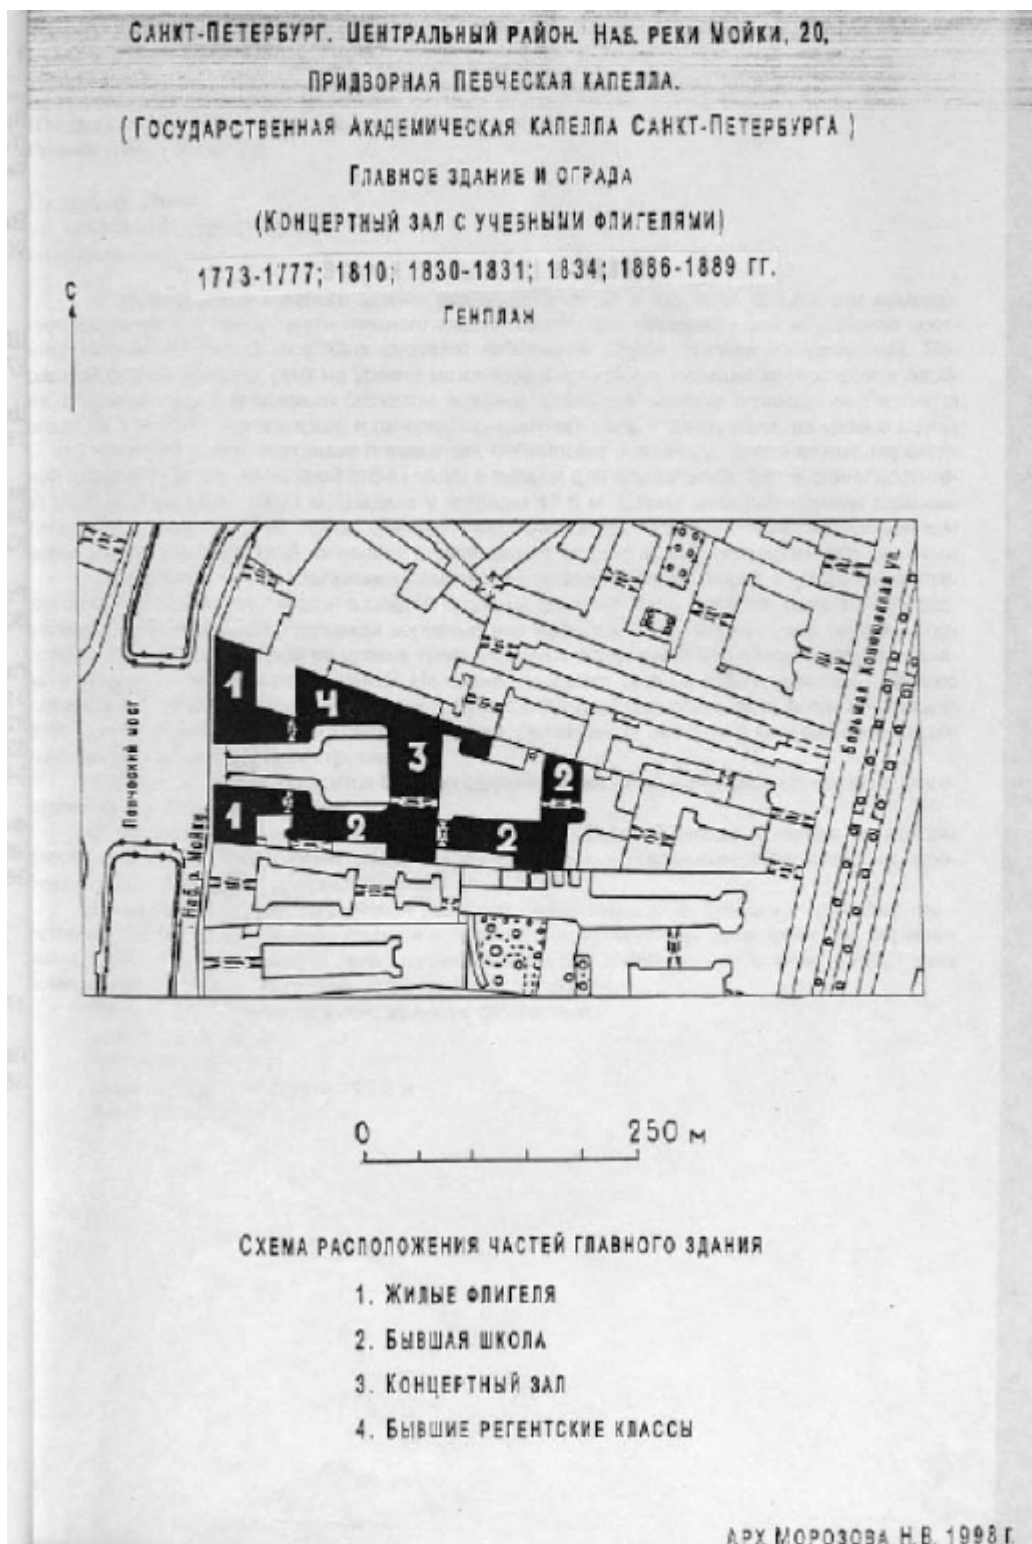 Санкт-Петербург. Центральный район. Наб. реки Мойки, 20.
Придворная Певческая капелла.
(Государственная Академическая капелла Санкт-Петербурга)
Главное здание и ограда
(Концертный зал с учебными флигелями)
1773-1777; 1810; 1830-1831; 1834; 1886-1889 гг.
Генплан
С
Большая Конюшенная ул.
Певческий мост
Наб. р. Мойки
1
4
3
2
1
2
2
0 250 м
Схема расположения частей главного здания
1. Жилые флигеля
2. Бывшая школа
3. Концертный зал
4. Бывшие регентские классы
Арх Морозова Н.В. 1998 г.